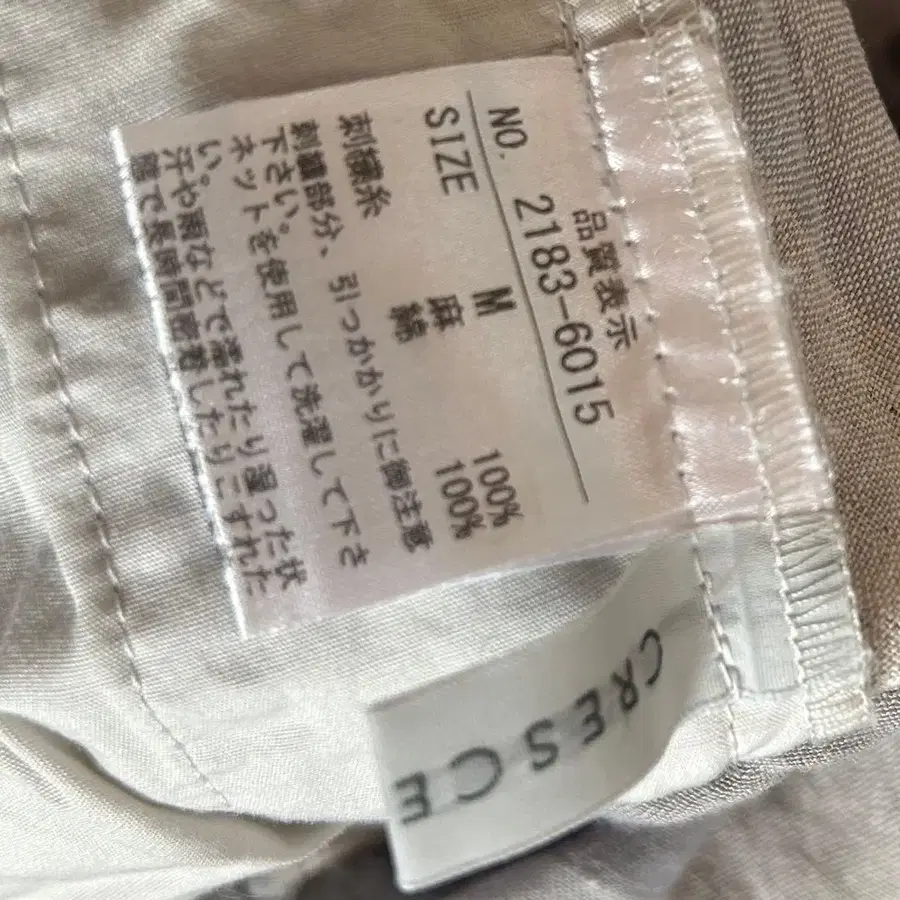 品質表示
NO. 2183-6015
SIZE M
麻 100%
綿 100%
刺繍糸
刺繍部分、引っかかりに御注意
下さい。
ネットを使用して洗濯して下さ
い。
汗や雨などで濡れたり湿った状
態で長時間密着したりこすれた
CRESCE